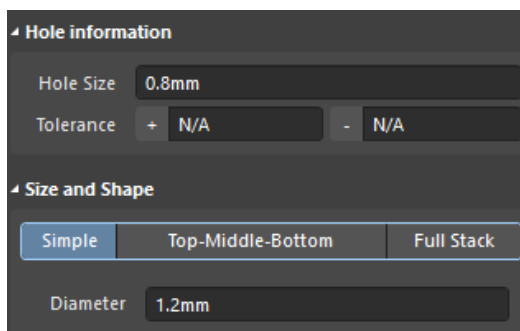 Hole information
Hole Size 0.8mm
Tolerance + N/A - N/A
Size and Shape
Simple Top-Middle-Bottom Full Stack
Diameter 1.2mm